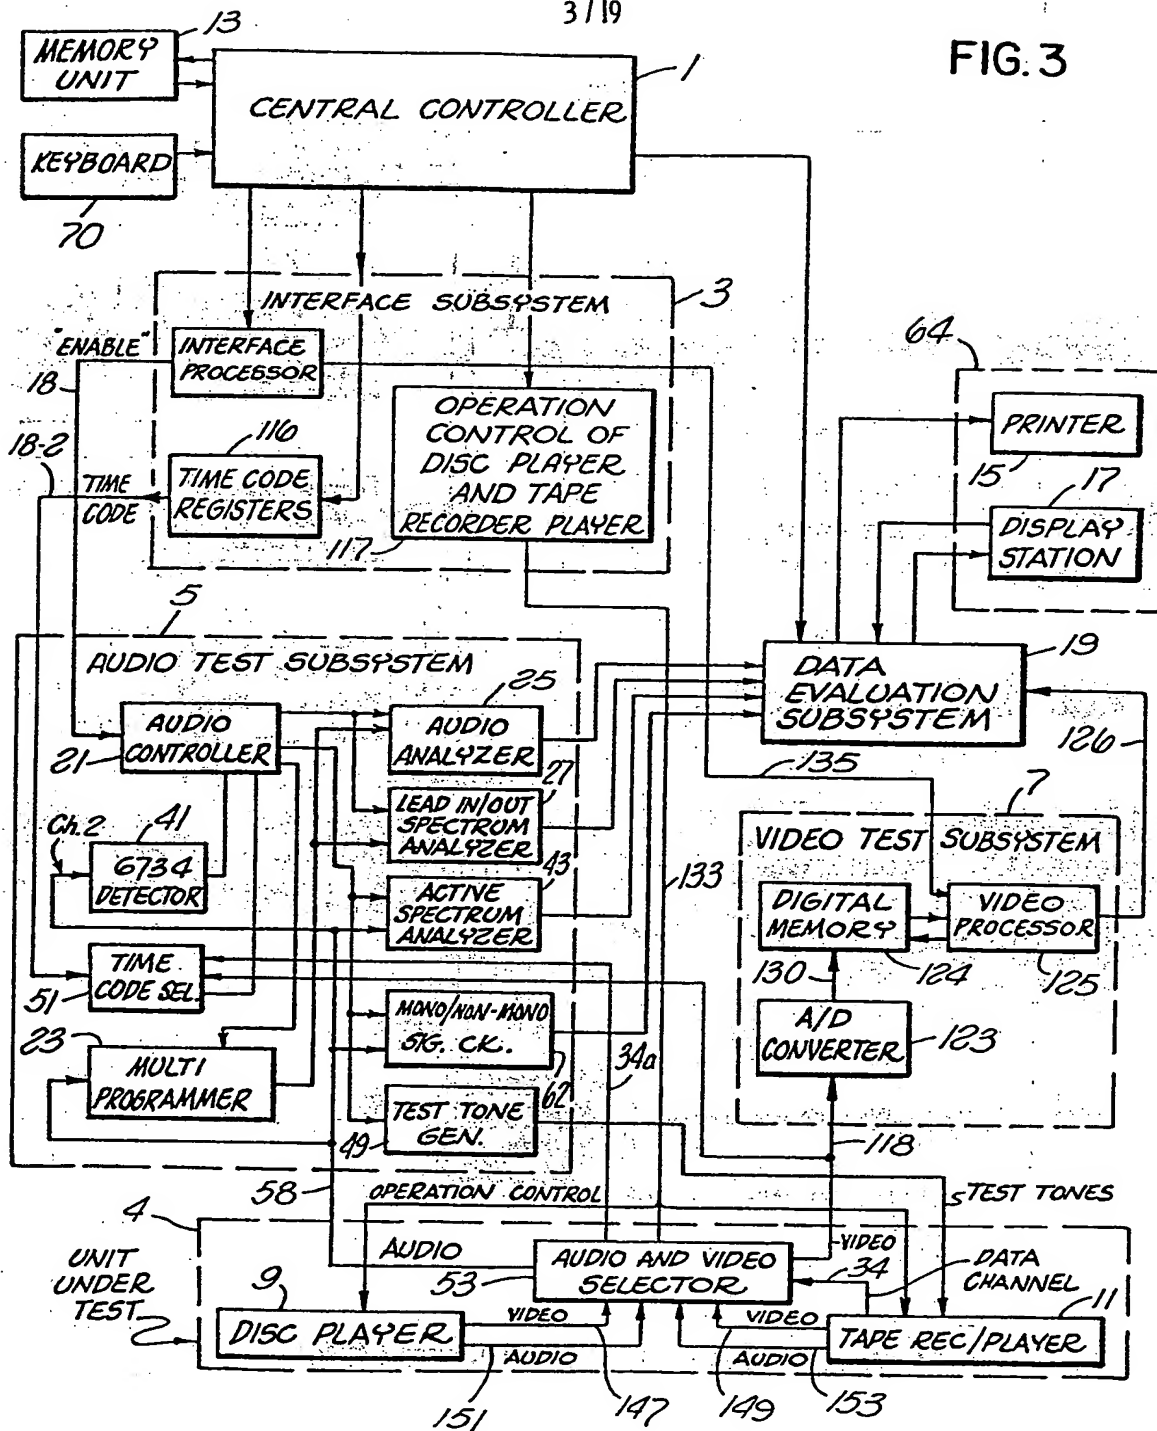 3/19
FIG. 3
13
MEMORY
UNIT
1
CENTRAL CONTROLLER
KEYBOARD
70
INTERFACE SUBSYSTEM
3
"ENABLE"
INTERFACE
PROCESSOR
18
64
OPERATION
CONTROL OF
DISC PLAYER
AND TAPE
RECORDER PLAYER
117
PRINTER
15
17
18-2
116
TIME
CODE
TIME CODE
REGISTERS
DISPLAY
STATION
5
AUDIO TEST SUBSYSTEM
25
19
DATA
EVALUATION
SUBSYSTEM
AUDIO
CONTROLLER
21
AUDIO
ANALYZER
126
135
27
7
LEAD IN/OUT
SPECTRUM
ANALYZER
VIDEO TEST SUBSYSTEM
Ch. 2
41
6734
DETECTOR
43
133
ACTIVE
SPECTRUM
ANALYZER
DIGITAL
MEMORY
VIDEO
PROCESSOR
124
125
130
TIME
CODE SEL.
51
MONO/NON-MONO
SIG. CK.
62
34a
A/D
CONVERTER
123
23
MULTI
PROGRAMMER
TEST TONE
GEN.
49
118
58
OPERATION CONTROL
5 TEST TONES
4
UNIT
UNDER
TEST
AUDIO
AUDIO AND VIDEO
SELECTOR
53
VIDEO
34
DATA
CHANNEL
9
DISC PLAYER
VIDEO
AUDIO
VIDEO
AUDIO
11
TAPE REC/PLAYER
151
147
149
153